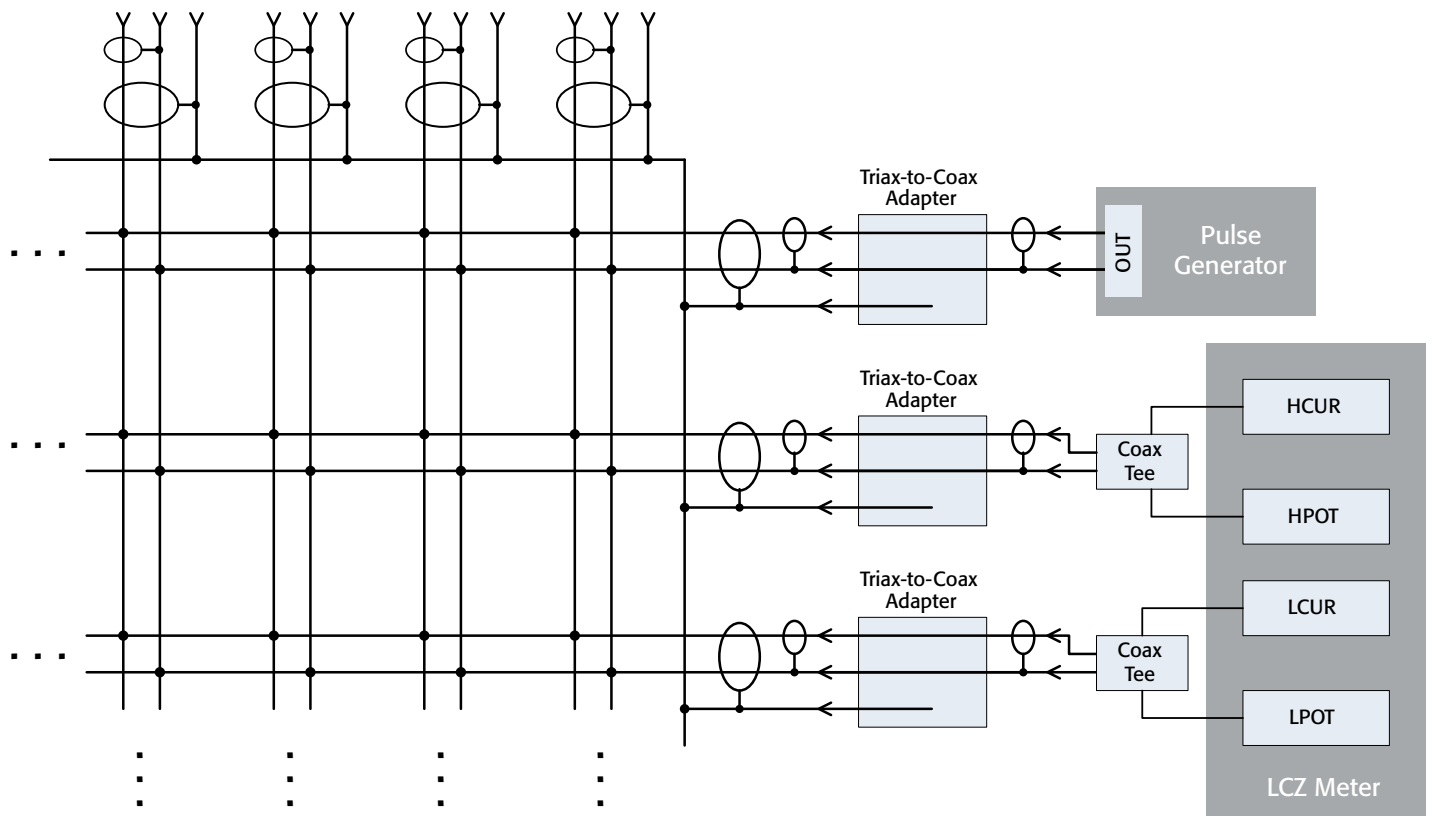 Triax-to-Coax
Adapter
OUT
Pulse
Generator
Triax-to-Coax
Adapter
Coax
Tee
HCUR
HPOT
Triax-to-Coax
Adapter
Coax
Tee
LCUR
LPOT
LCZ Meter